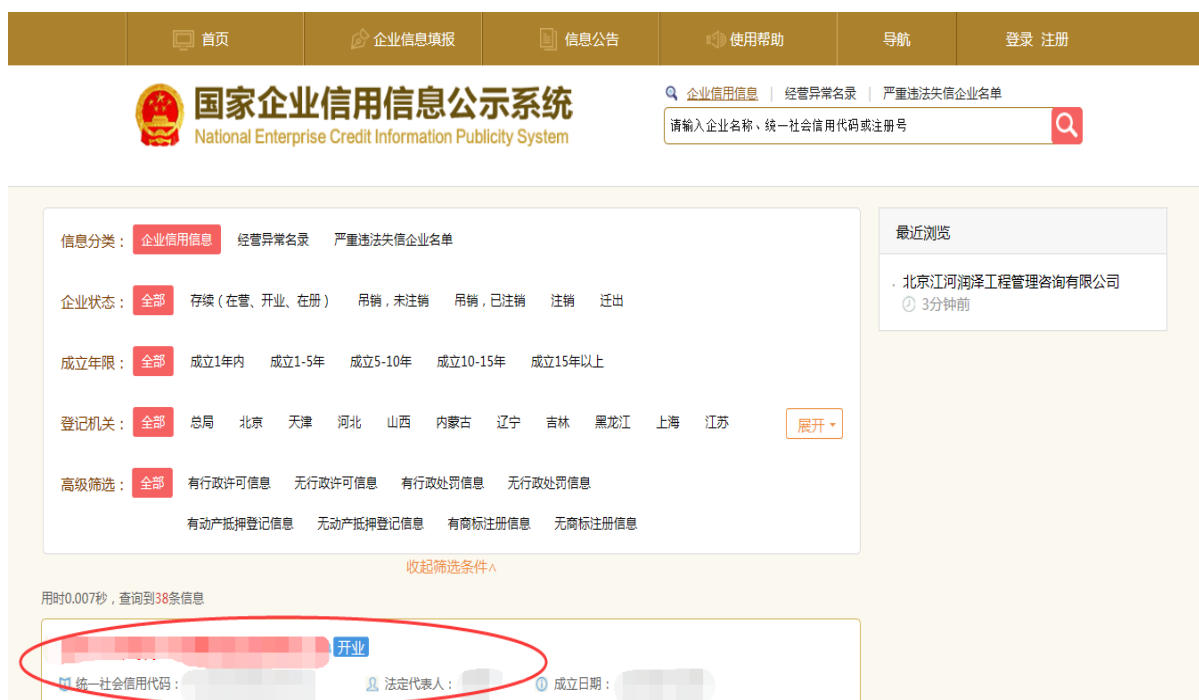 首页 企业信息填报 信息公告 使用帮助 导航 登录 注册
国家企业信用信息公示系统
National Enterprise Credit Information Publicity System
企业信用信息 | 经营异常名录 | 严重违法失信企业名单
请输入企业名称、统一社会信用代码或注册号
信息分类： 企业信用信息 经营异常名录 严重违法失信企业名单
企业状态： 全部 存续（在营、开业、在册） 吊销，未注销 吊销，已注销 注销 迁出
成立年限： 全部 成立1年内 成立1-5年 成立5-10年 成立10-15年 成立15年以上
登记机关： 全部 总局 北京 天津 河北 山西 内蒙古 辽宁 吉林 黑龙江 上海 江苏 展开
高级筛选： 全部 有行政许可信息 无行政许可信息 有行政处罚信息 无行政处罚信息
有动产抵押登记信息 无动产抵押登记信息 有商标注册信息 无商标注册信息
收起筛选条件∧
最近浏览
· 北京江河润泽工程管理咨询有限公司
3分钟前
用时0.007秒，查询到38条信息
开业
统一社会信用代码： 法定代表人： 成立日期：